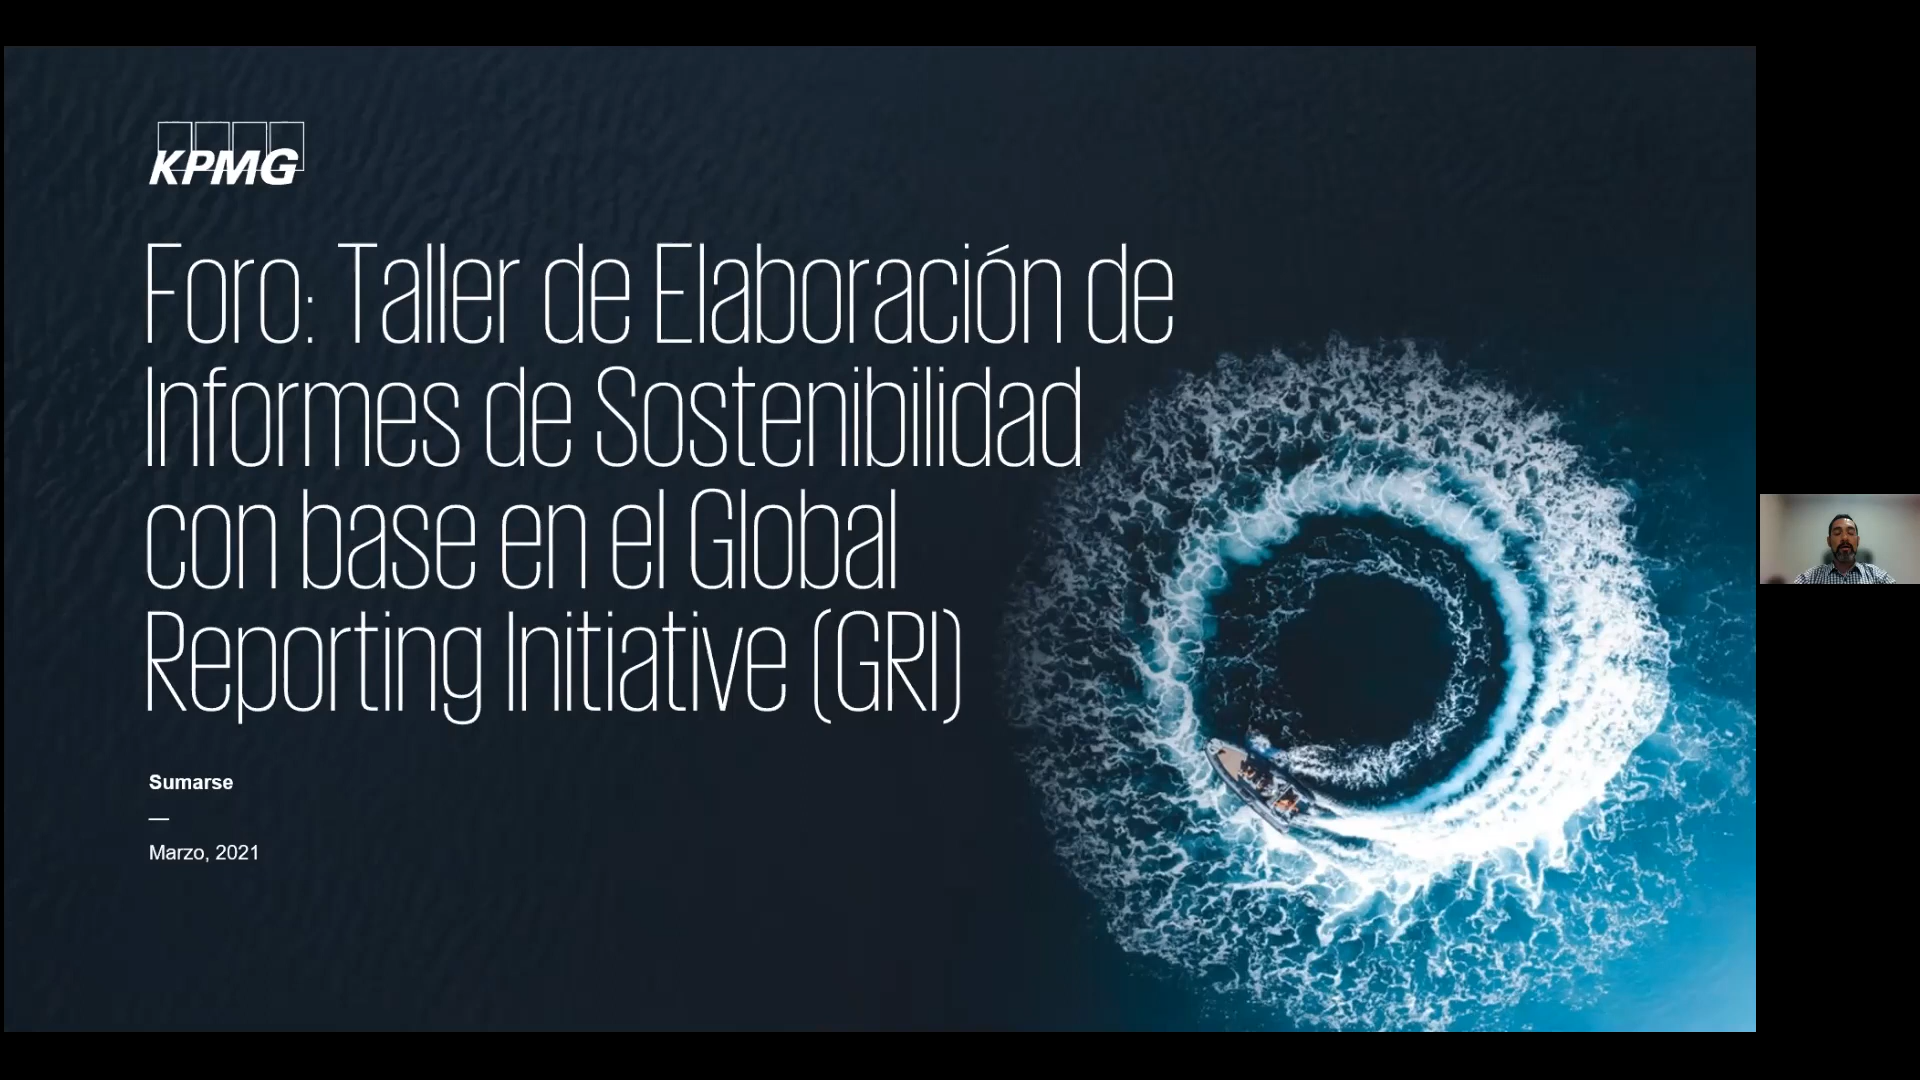 KPMG
Foro: Taller de Elaboración de
Informes de Sostenibilidad
con base en el Global
Reporting Initiative (GRI)
Sumarse
—
Marzo, 2021